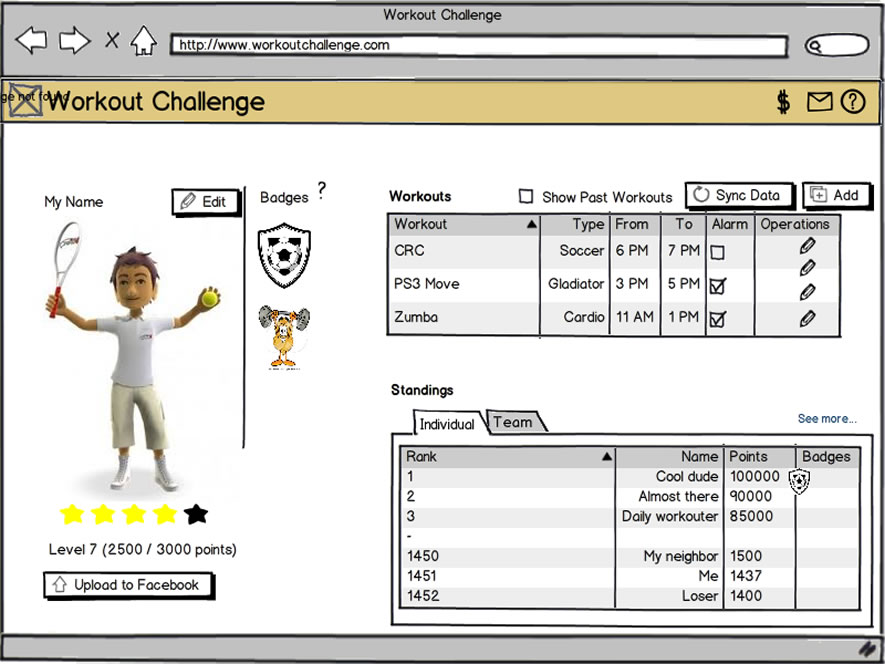 Workout Challenge
http://www.workoutchallenge.com
ge not found
Workout Challenge
$ ?
My Name Edit
Badges ?
Workouts Show Past Workouts Sync Data Add
Workout Type From To Alarm Operations
CRC Soccer 6 PM 7 PM
PS3 Move Gladiator 3 PM 5 PM
Zumba Cardio 11 AM 1 PM
Standings
Individual Team See more...
Rank Name Points Badges
1 Cool dude 100000
2 Almost there 90000
3 Daily workouter 85000
-
1450 My neighbor 1500
1451 Me 1437
1452 Loser 1400
Level 7 (2500 / 3000 points)
Upload to Facebook